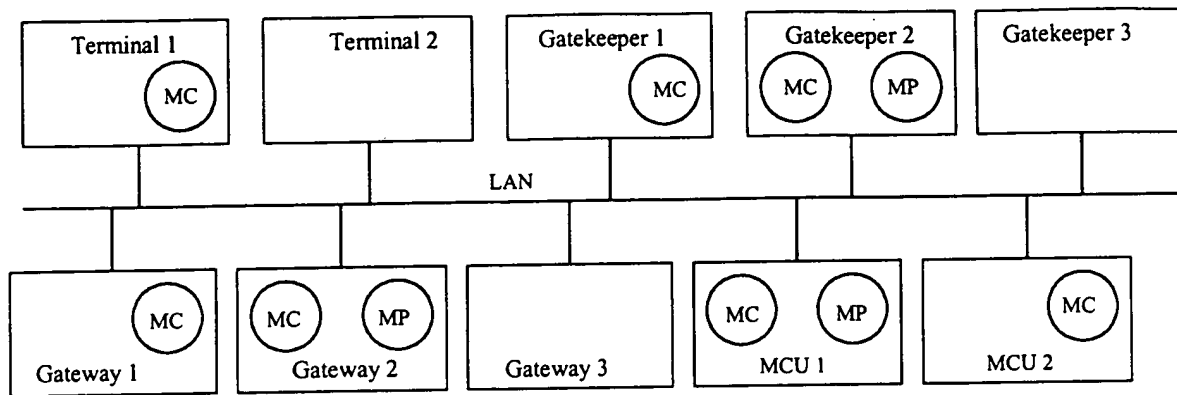 Terminal 1
MC
Terminal 2
Gatekeeper 1
MC
Gatekeeper 2
MC MP
Gatekeeper 3
LAN
MC
Gateway 1
MC MP
Gateway 2
Gateway 3
MC MP
MCU 1
MC
MCU 2